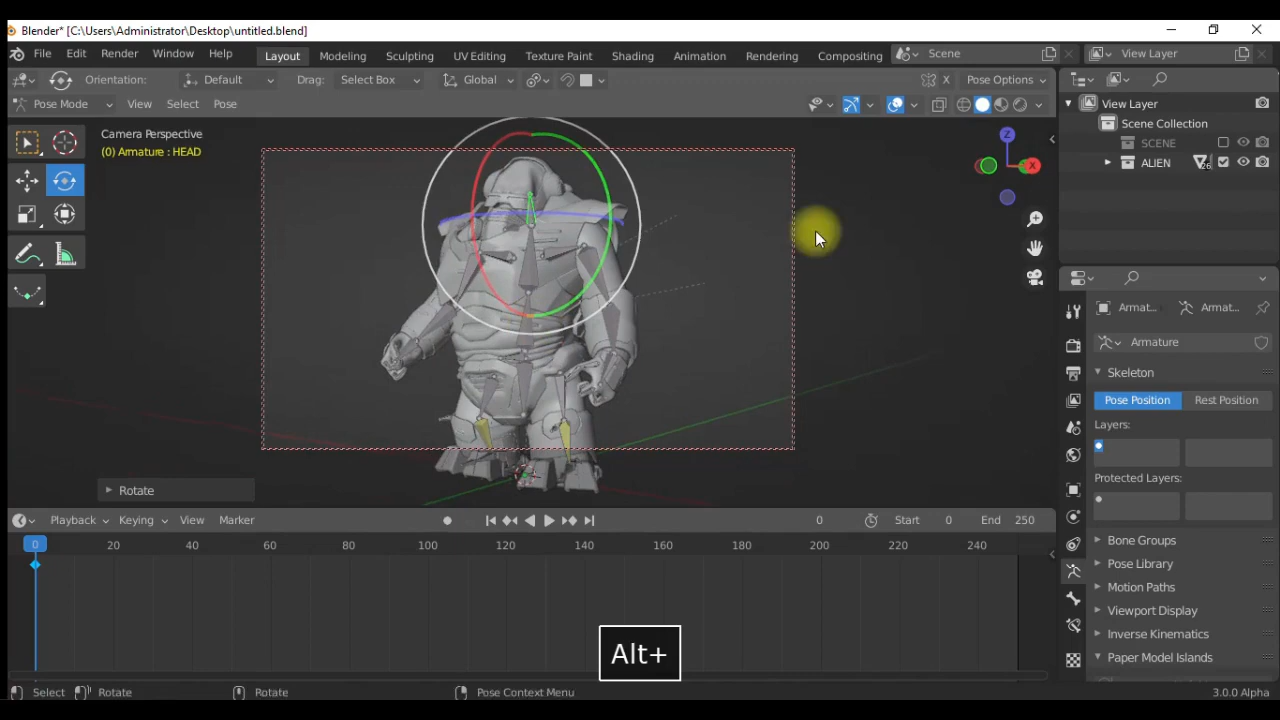 Blender* [C:\Users\Administrator\Desktop\untitled.blend]
File Edit Render Window Help Layout Modeling Sculpting UV Editing Texture Paint Shading Animation Rendering Compositing Scene View Layer
Orientation: Default Drag: Select Box Global X Pose Options
Pose Mode View Select Pose
View Layer
Scene Collection
SCENE
ALIEN
Camera Perspective
(0) Armature : HEAD
Z
X
Armat... Armat...
Armature
Skeleton
Pose Position Rest Position
Layers:
Protected Layers:
Rotate
Playback Keying View Marker 0 Start 0 End 250
0 20 40 60 80 100 120 140 160 180 200 220 240
Bone Groups
Pose Library
Motion Paths
Viewport Display
Inverse Kinematics
Paper Model Islands
Alt+
Select Rotate Rotate Pose Context Menu 3.0.0 Alpha